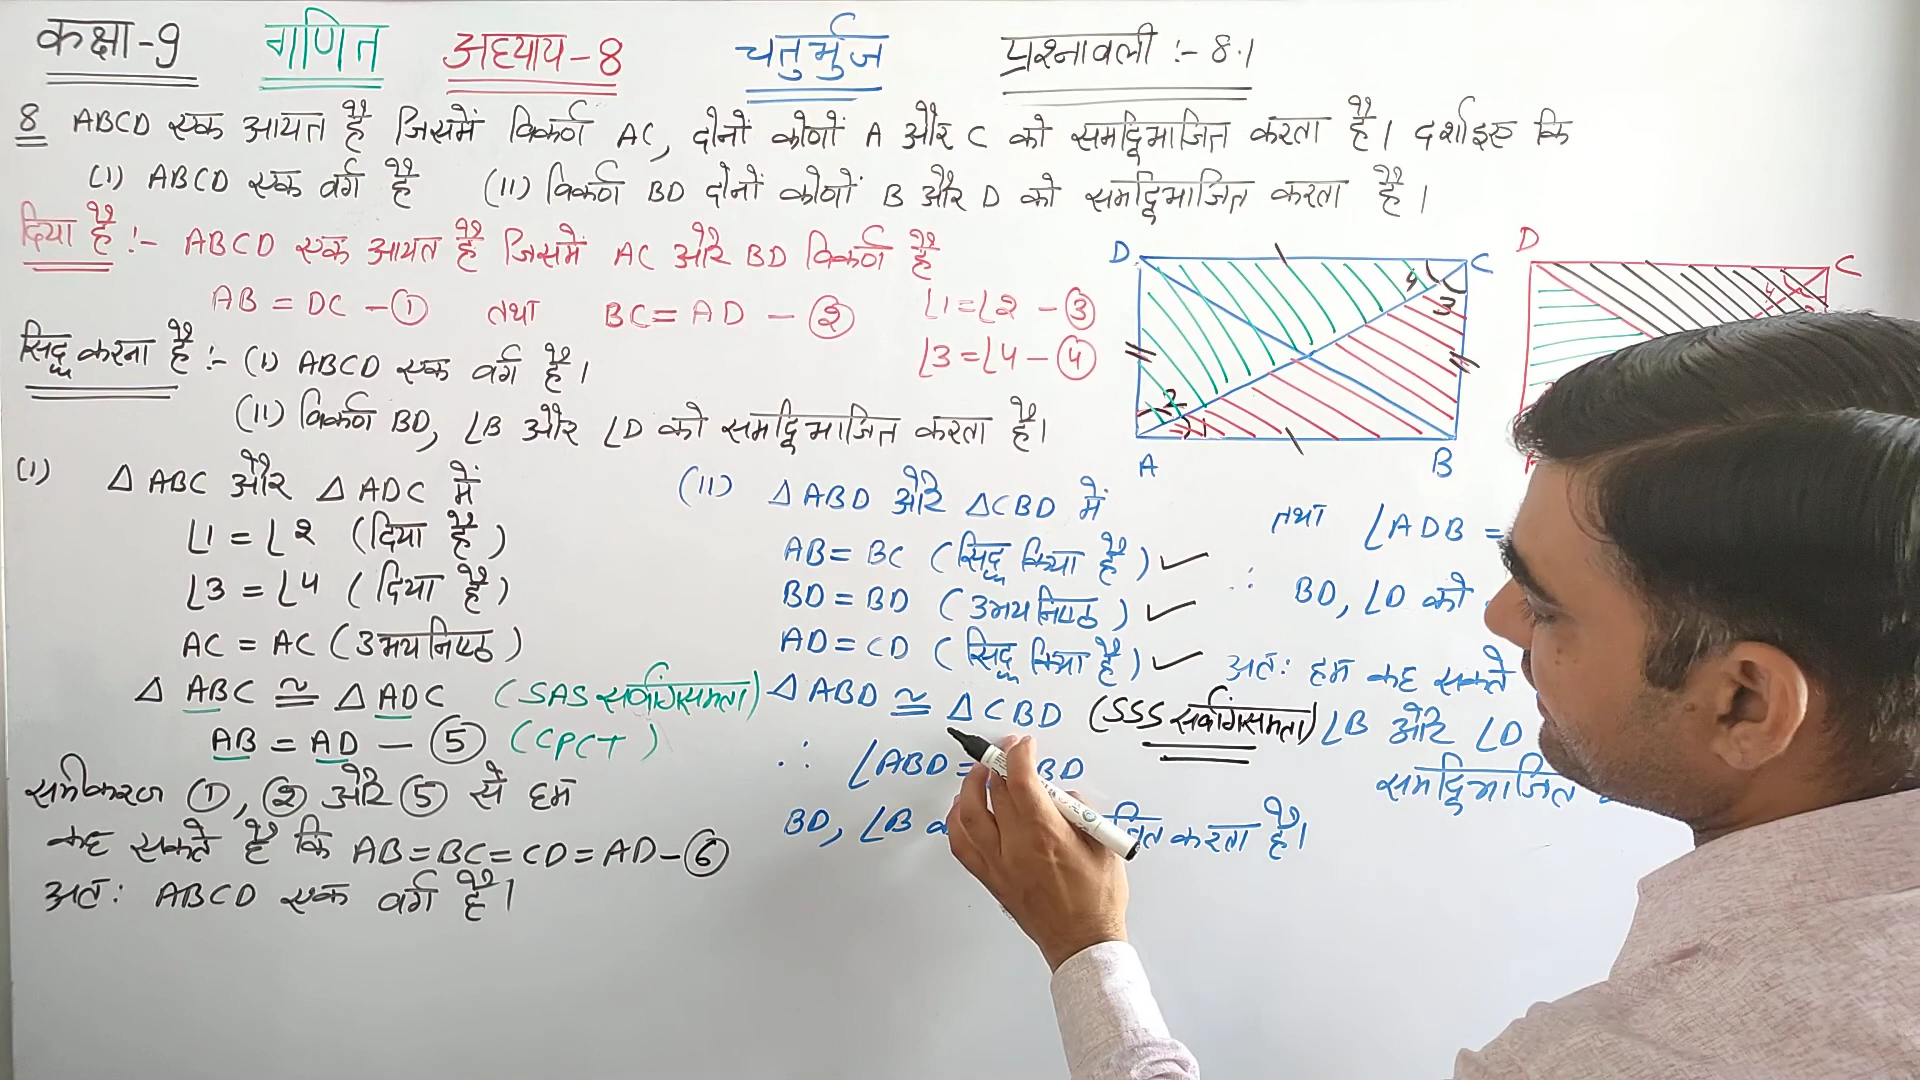 कक्षा-9 गणित अध्याय-8 चतुर्भुज प्रश्नावली :- 8.1
8 ABCD एक आयत है जिसमें विकर्ण AC, दोनों कोणों A और C को समद्विभाजित करता है। दर्शाइए कि
(I) ABCD एक वर्ग है (II) विकर्ण BD दोनों कोणों B और D को समद्विभाजित करता है।
दिया है :- ABCD एक आयत है जिसमें AC और BD विकर्ण है
AB = DC - ① तथा BC = AD - ② ∠1 = ∠2 - ③
∠3 = ∠4 - ④
सिद्ध करना है :- (I) ABCD एक वर्ग है।
(II) विकर्ण BD, ∠B और ∠D को समद्विभाजित करता है।
D C
4 3
2 1
A B
D C
4
(I) △ ABC और △ ADC में
∠1 = ∠2 (दिया है)
∠3 = ∠4 (दिया है)
AC = AC (उभयनिष्ठ)
△ ABC ≅ △ ADC (SAS सर्वांगसमता)
AB = AD - ⑤ (CPCT)
समीकरण ①, ② और ⑤ से हम
कह सकते है कि AB = BC = CD = AD - ⑥
अतः ABCD एक वर्ग है।
(II) △ ABD और △ CBD में
AB = BC (सिद्ध किया है) ✓
BD = BD (उभयनिष्ठ) ✓
AD = CD (सिद्ध किया है) ✓
△ ABD ≅ △ CBD (SSS सर्वांगसमता)
∴ ∠ABD = BD
BD, ∠B करता है।
तथा ∠ADB =
∴ BD, ∠D को
अतः हम कह सकते
∠B और ∠D
समद्विभाजित